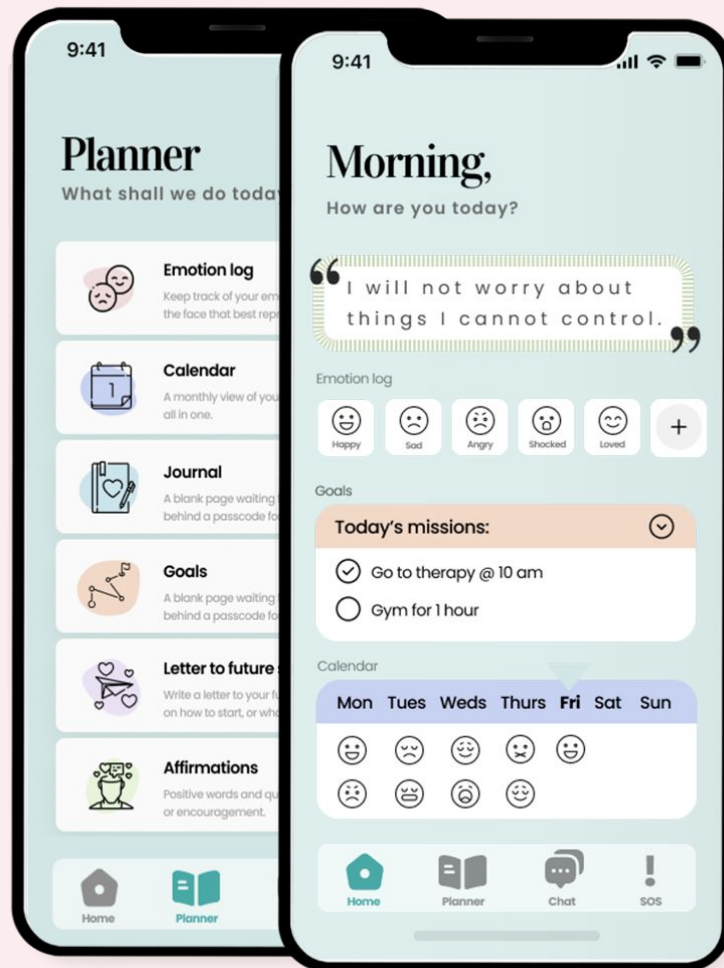 9:41
Planner
What shall we do today
Emotion log
Keep track of your em
the face that best repr
1
Calendar
A monthly view of you
all in one.
Journal
A blank page waiting
behind a passcode fo
Goals
A blank page waiting
behind a passcode fo
Letter to future
Write a letter to your fu
on how to start, or who
Affirmations
Positive words and qu
or encouragement.
Home
Planner
9:41
Morning,
How are you today?
“I will not worry about
things I cannot control.”
Emotion log
Happy Sad Angry Shocked Loved +
Goals
Today's missions:
Go to therapy @ 10 am
Gym for 1 hour
Calendar
Mon Tues Weds Thurs Fri Sat Sun
Home Planner Chat SOS